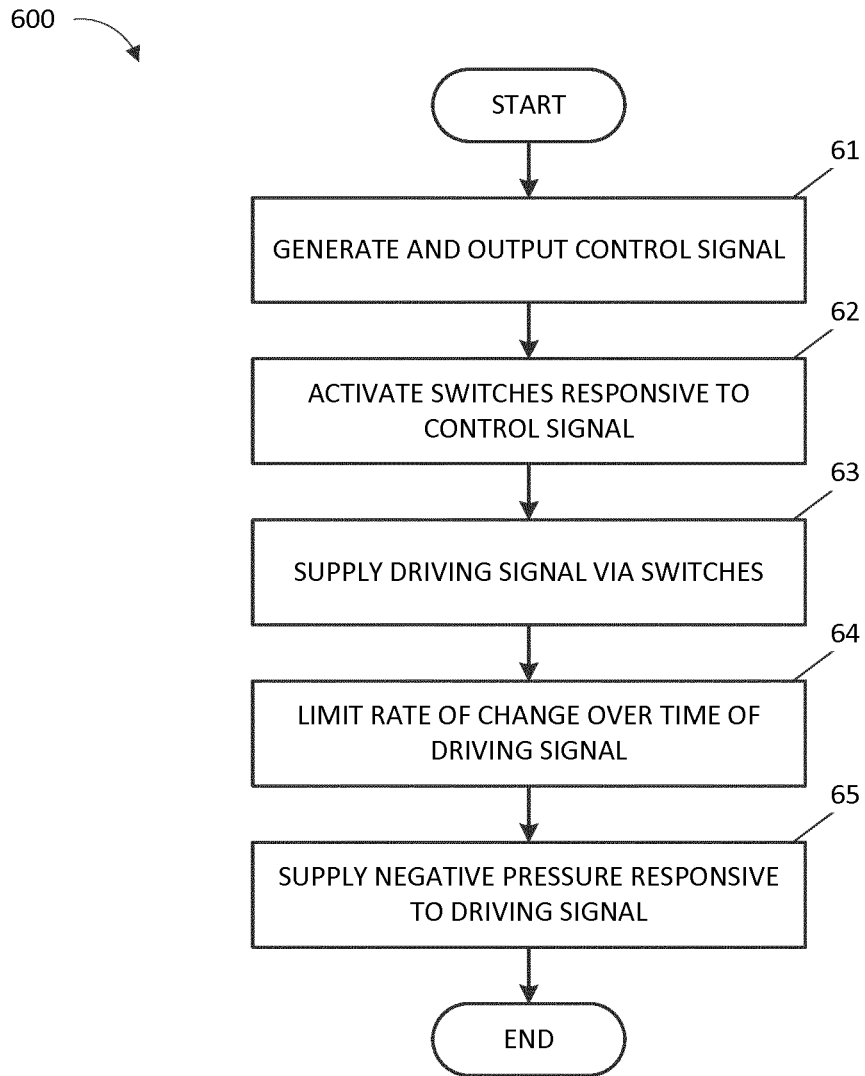 600
START
61
GENERATE AND OUTPUT CONTROL SIGNAL
62
ACTIVATE SWITCHES RESPONSIVE TO
CONTROL SIGNAL
63
SUPPLY DRIVING SIGNAL VIA SWITCHES
64
LIMIT RATE OF CHANGE OVER TIME OF
DRIVING SIGNAL
65
SUPPLY NEGATIVE PRESSURE RESPONSIVE
TO DRIVING SIGNAL
END